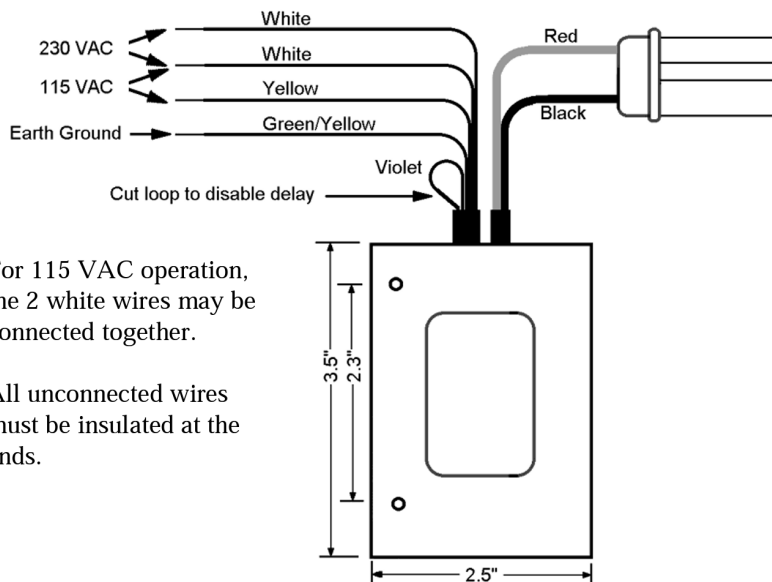 White
230 VAC
White
115 VAC
Yellow
Earth Ground
Green/Yellow
Violet
Cut loop to disable delay
Red
Black
or 115 VAC operation,
he 2 white wires may be
onnected together.
All unconnected wires
must be insulated at the
nds.
3.5"
2.3"
2.5"